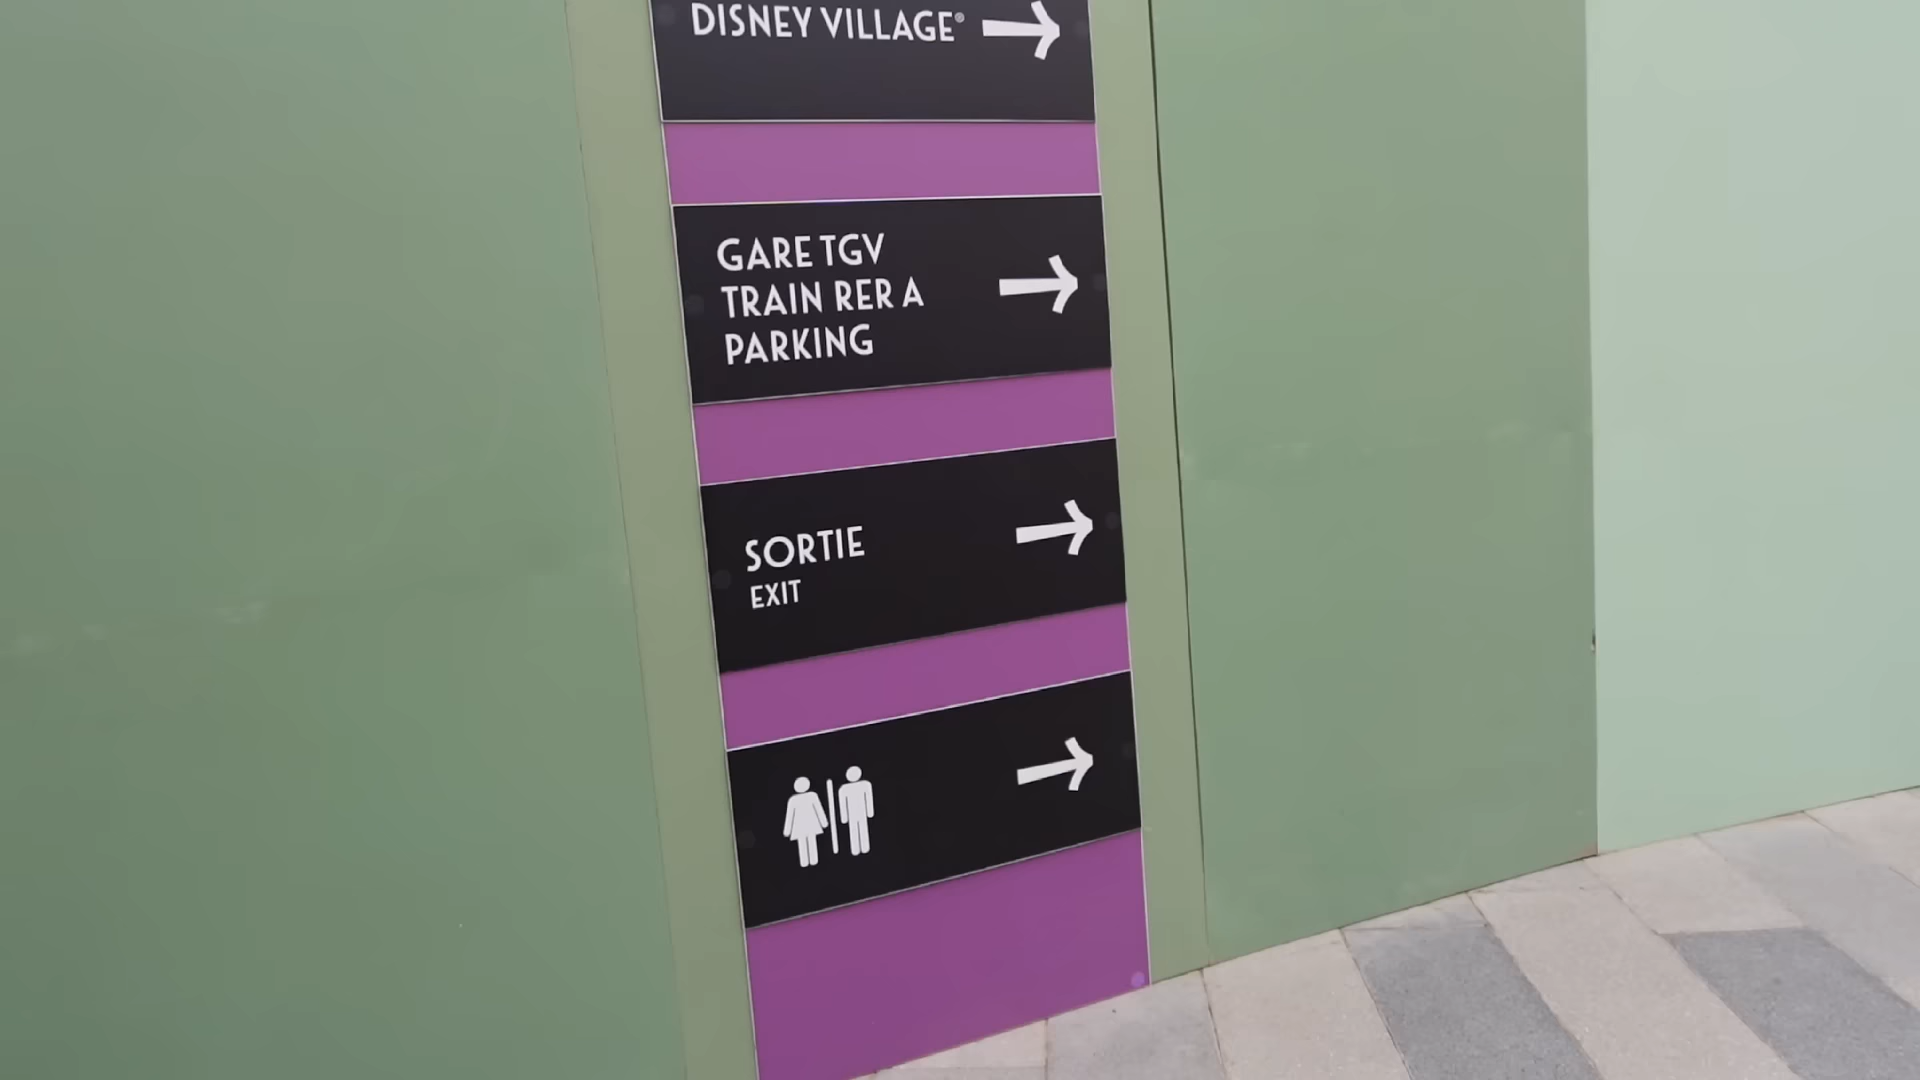 DISNEY VILLAGE®
GARE TGV
TRAIN RER A
PARKING
SORTIE
EXIT